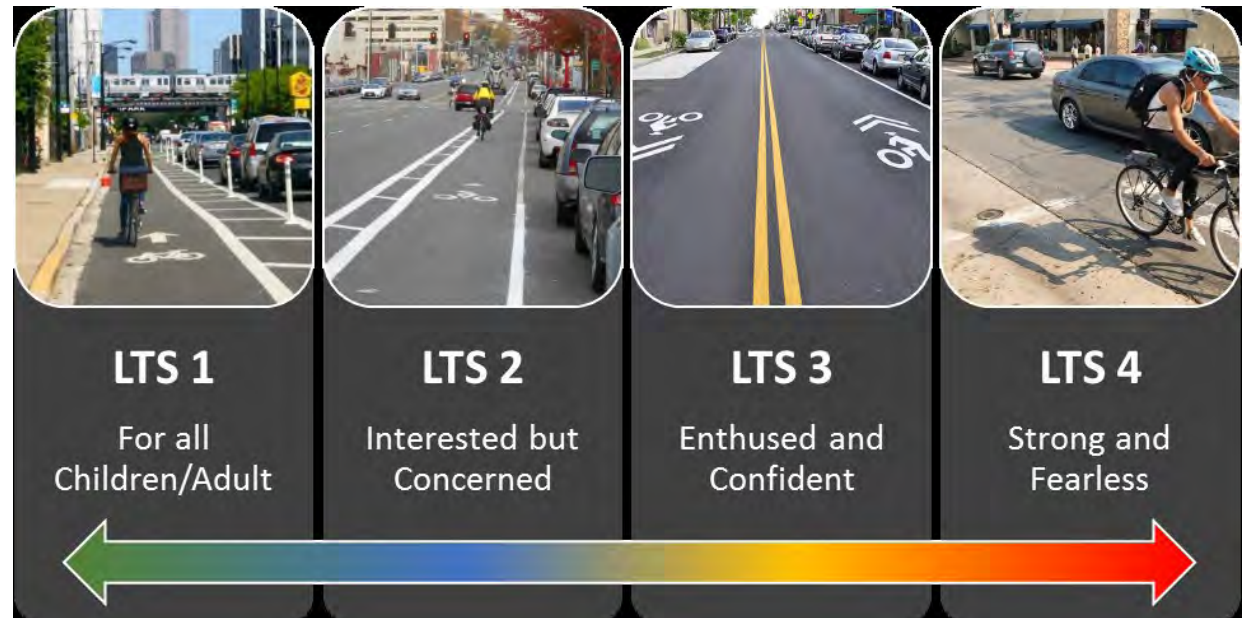 LTS 1
For all
Children/Adult
LTS 2
Interested but
Concerned
LTS 3
Enthused and
Confident
LTS 4
Strong and
Fearless